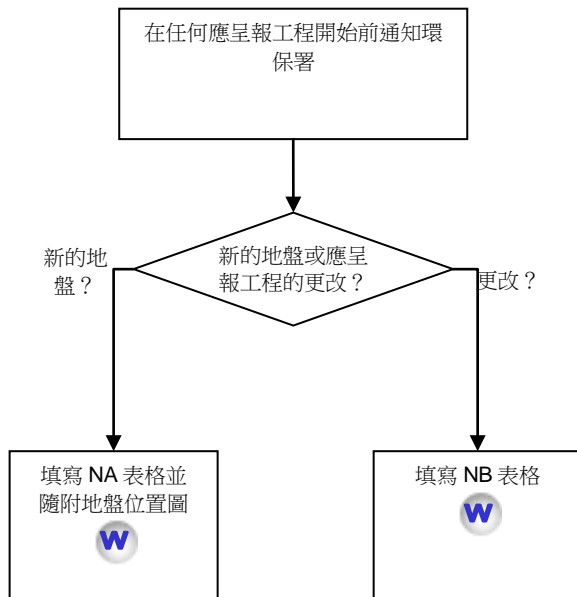 在任何應呈報工程開始前通知環
保署
新的地
盤？
新的地盤或應呈
報工程的更改？
更改？
填寫 NA 表格並
隨附地盤位置圖
W
填寫 NB 表格
W